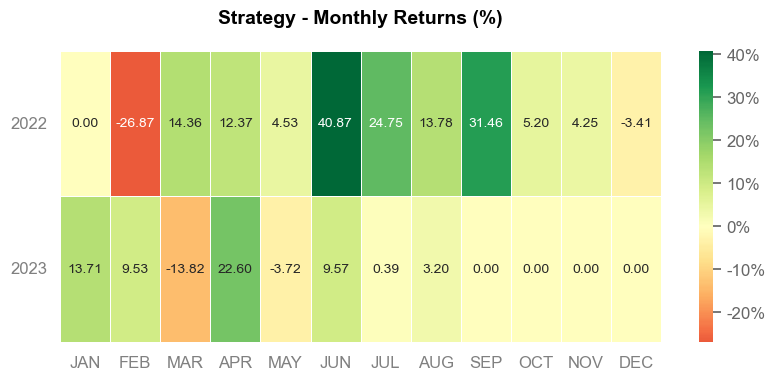 Strategy - Monthly Returns (%)
2022 0.00 -26.87 14.36 12.37 4.53 40.87 24.75 13.78 31.46 5.20 4.25 -3.41
2023 13.71 9.53 -13.82 22.60 -3.72 9.57 0.39 3.20 0.00 0.00 0.00 0.00
JAN FEB MAR APR MAY JUN JUL AUG SEP OCT NOV DEC
40%
30%
20%
10%
0%
-10%
-20%